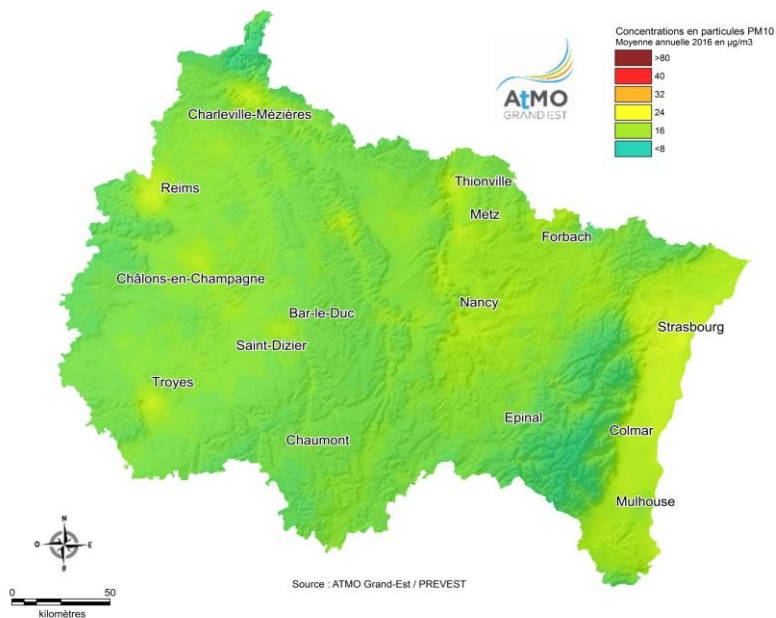 Concentrations en particules PM10
Moyenne annuelle 2016 en µg/m3
>80
40
32
24
16
<8
AtMO
GRAND EST
Charleville-Mézières
Reims
Thionville
Metz
Forbach
Châlons-en-Champagne
Nancy
Bar-le-Duc
Strasbourg
Saint-Dizier
Troyes
Epinal
Colmar
Chaumont
Mulhouse
N
O E
S
Source : ATMO Grand-Est / PREVEST
0 50
kilomètres